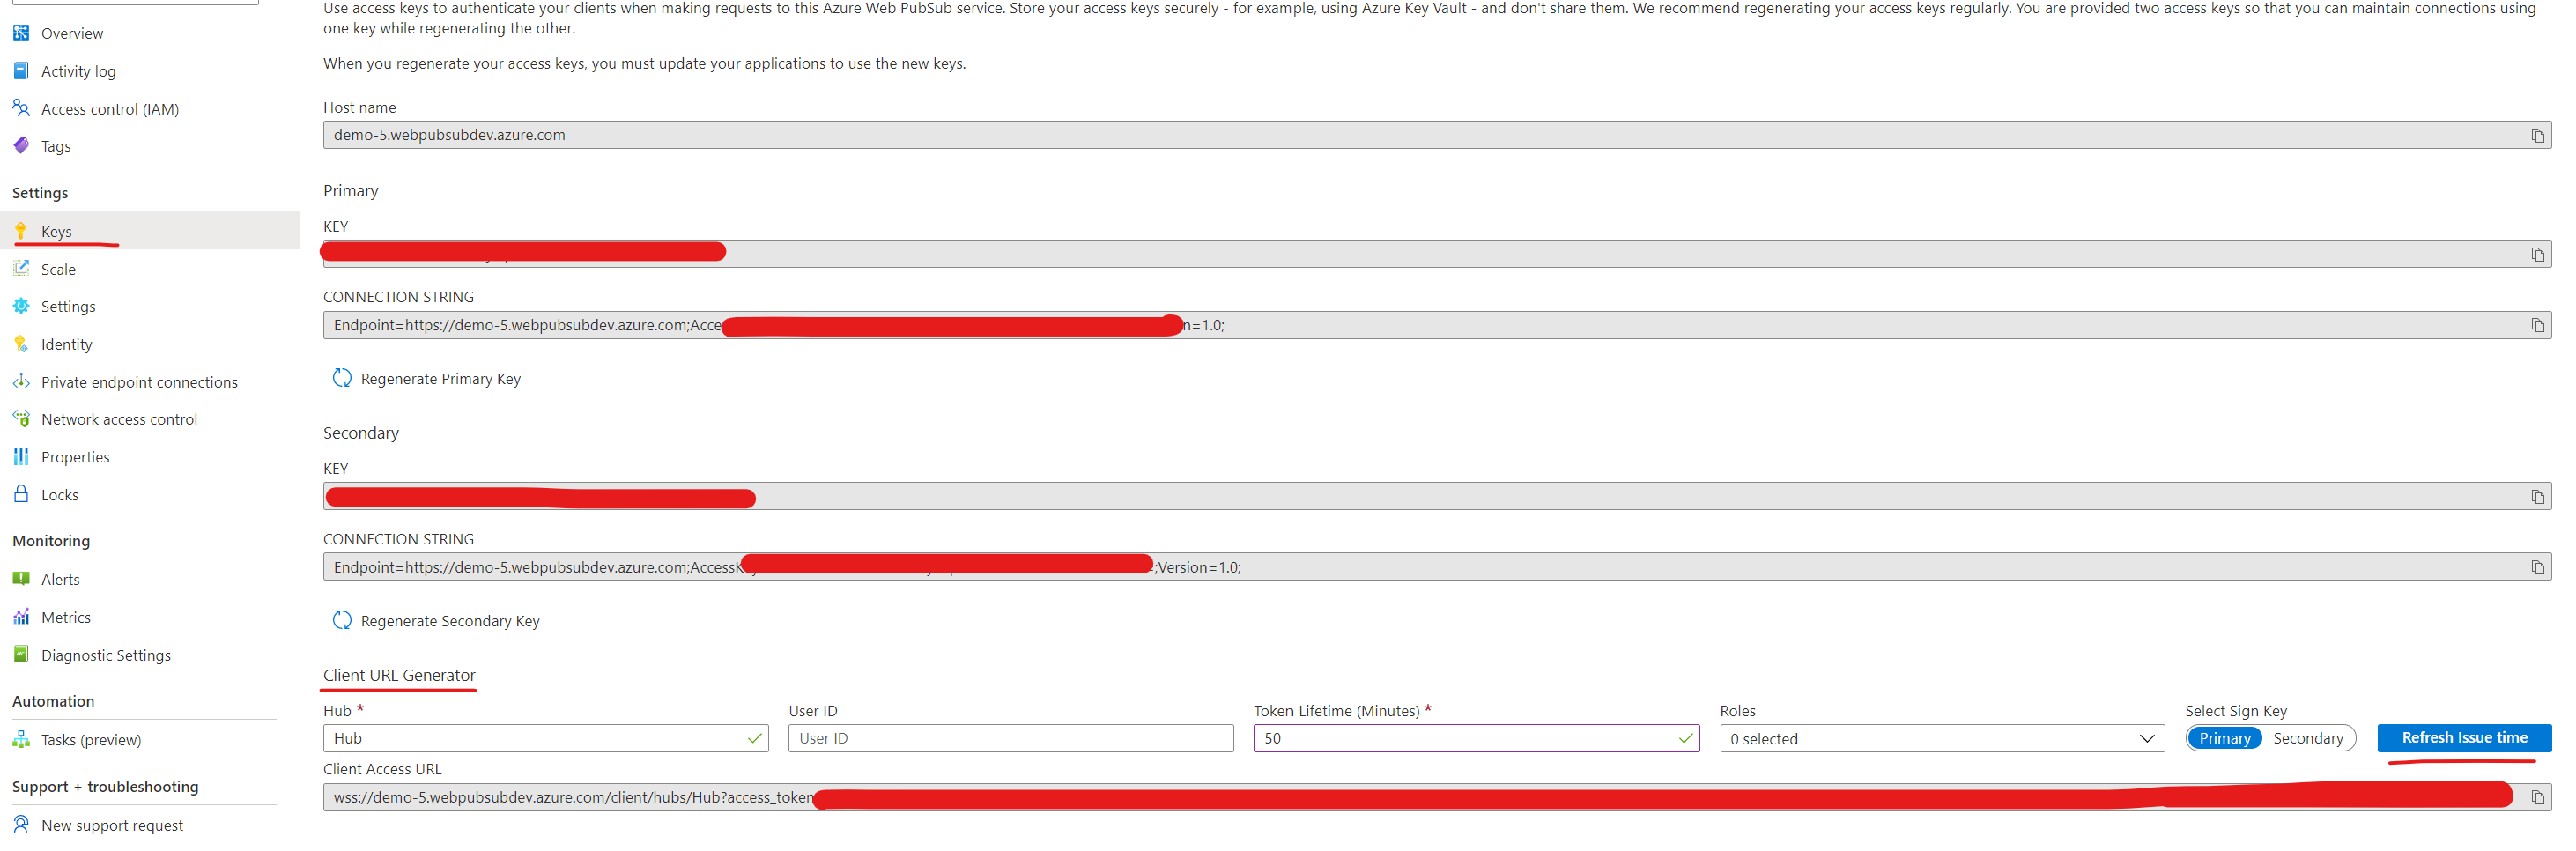 Use access keys to authenticate your clients when making requests to this Azure Web PubSub service. Store your access keys securely - for example, using Azure Key Vault - and don't share them. We recommend regenerating your access keys regularly. You are provided two access keys so that you can maintain connections using
one key while regenerating the other.
When you regenerate your access keys, you must update your applications to use the new keys.
Overview
Activity log
Access control (IAM)
Tags
Settings
Keys
Scale
Settings
Identity
Private endpoint connections
Network access control
Properties
Locks
Monitoring
Alerts
Metrics
Diagnostic Settings
Automation
Tasks (preview)
Support + troubleshooting
New support request
Host name
demo-5.webpubsubdev.azure.com
Primary
KEY
CONNECTION STRING
Endpoint=https://demo-5.webpubsubdev.azure.com;Acce n=1.0;
Regenerate Primary Key
Secondary
KEY
CONNECTION STRING
Endpoint=https://demo-5.webpubsubdev.azure.com;AccessK ;Version=1.0;
Regenerate Secondary Key
Client URL Generator
Hub * User ID Token Lifetime (Minutes) * Roles Select Sign Key
Hub User ID 50 0 selected Primary Secondary Refresh Issue time
Client Access URL
wss://demo-5.webpubsubdev.azure.com/client/hubs/Hub?access_token